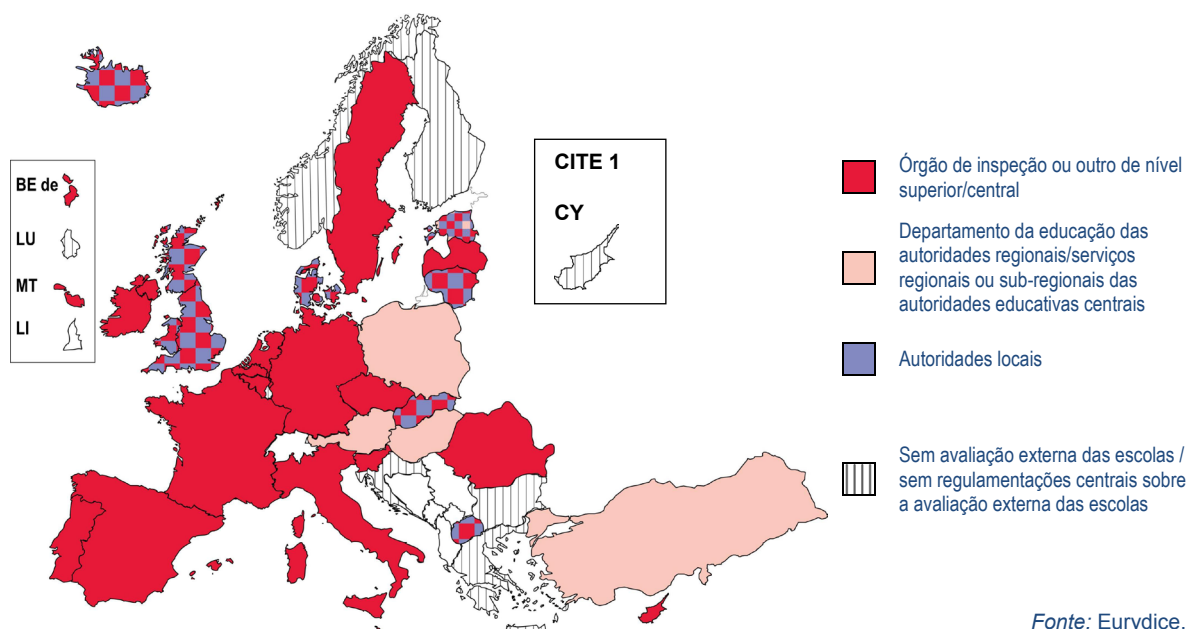 BE de
LU
MT
LI
CITE 1
CY
Órgão de inspeção ou outro de nível
superior/central
Departamento da educação das
autoridades regionais/serviços
regionais ou sub-regionais das
autoridades educativas centrais
Autoridades locais
Sem avaliação externa das escolas /
sem regulamentações centrais sobre
a avaliação externa das escolas
Fonte: Eurydice.